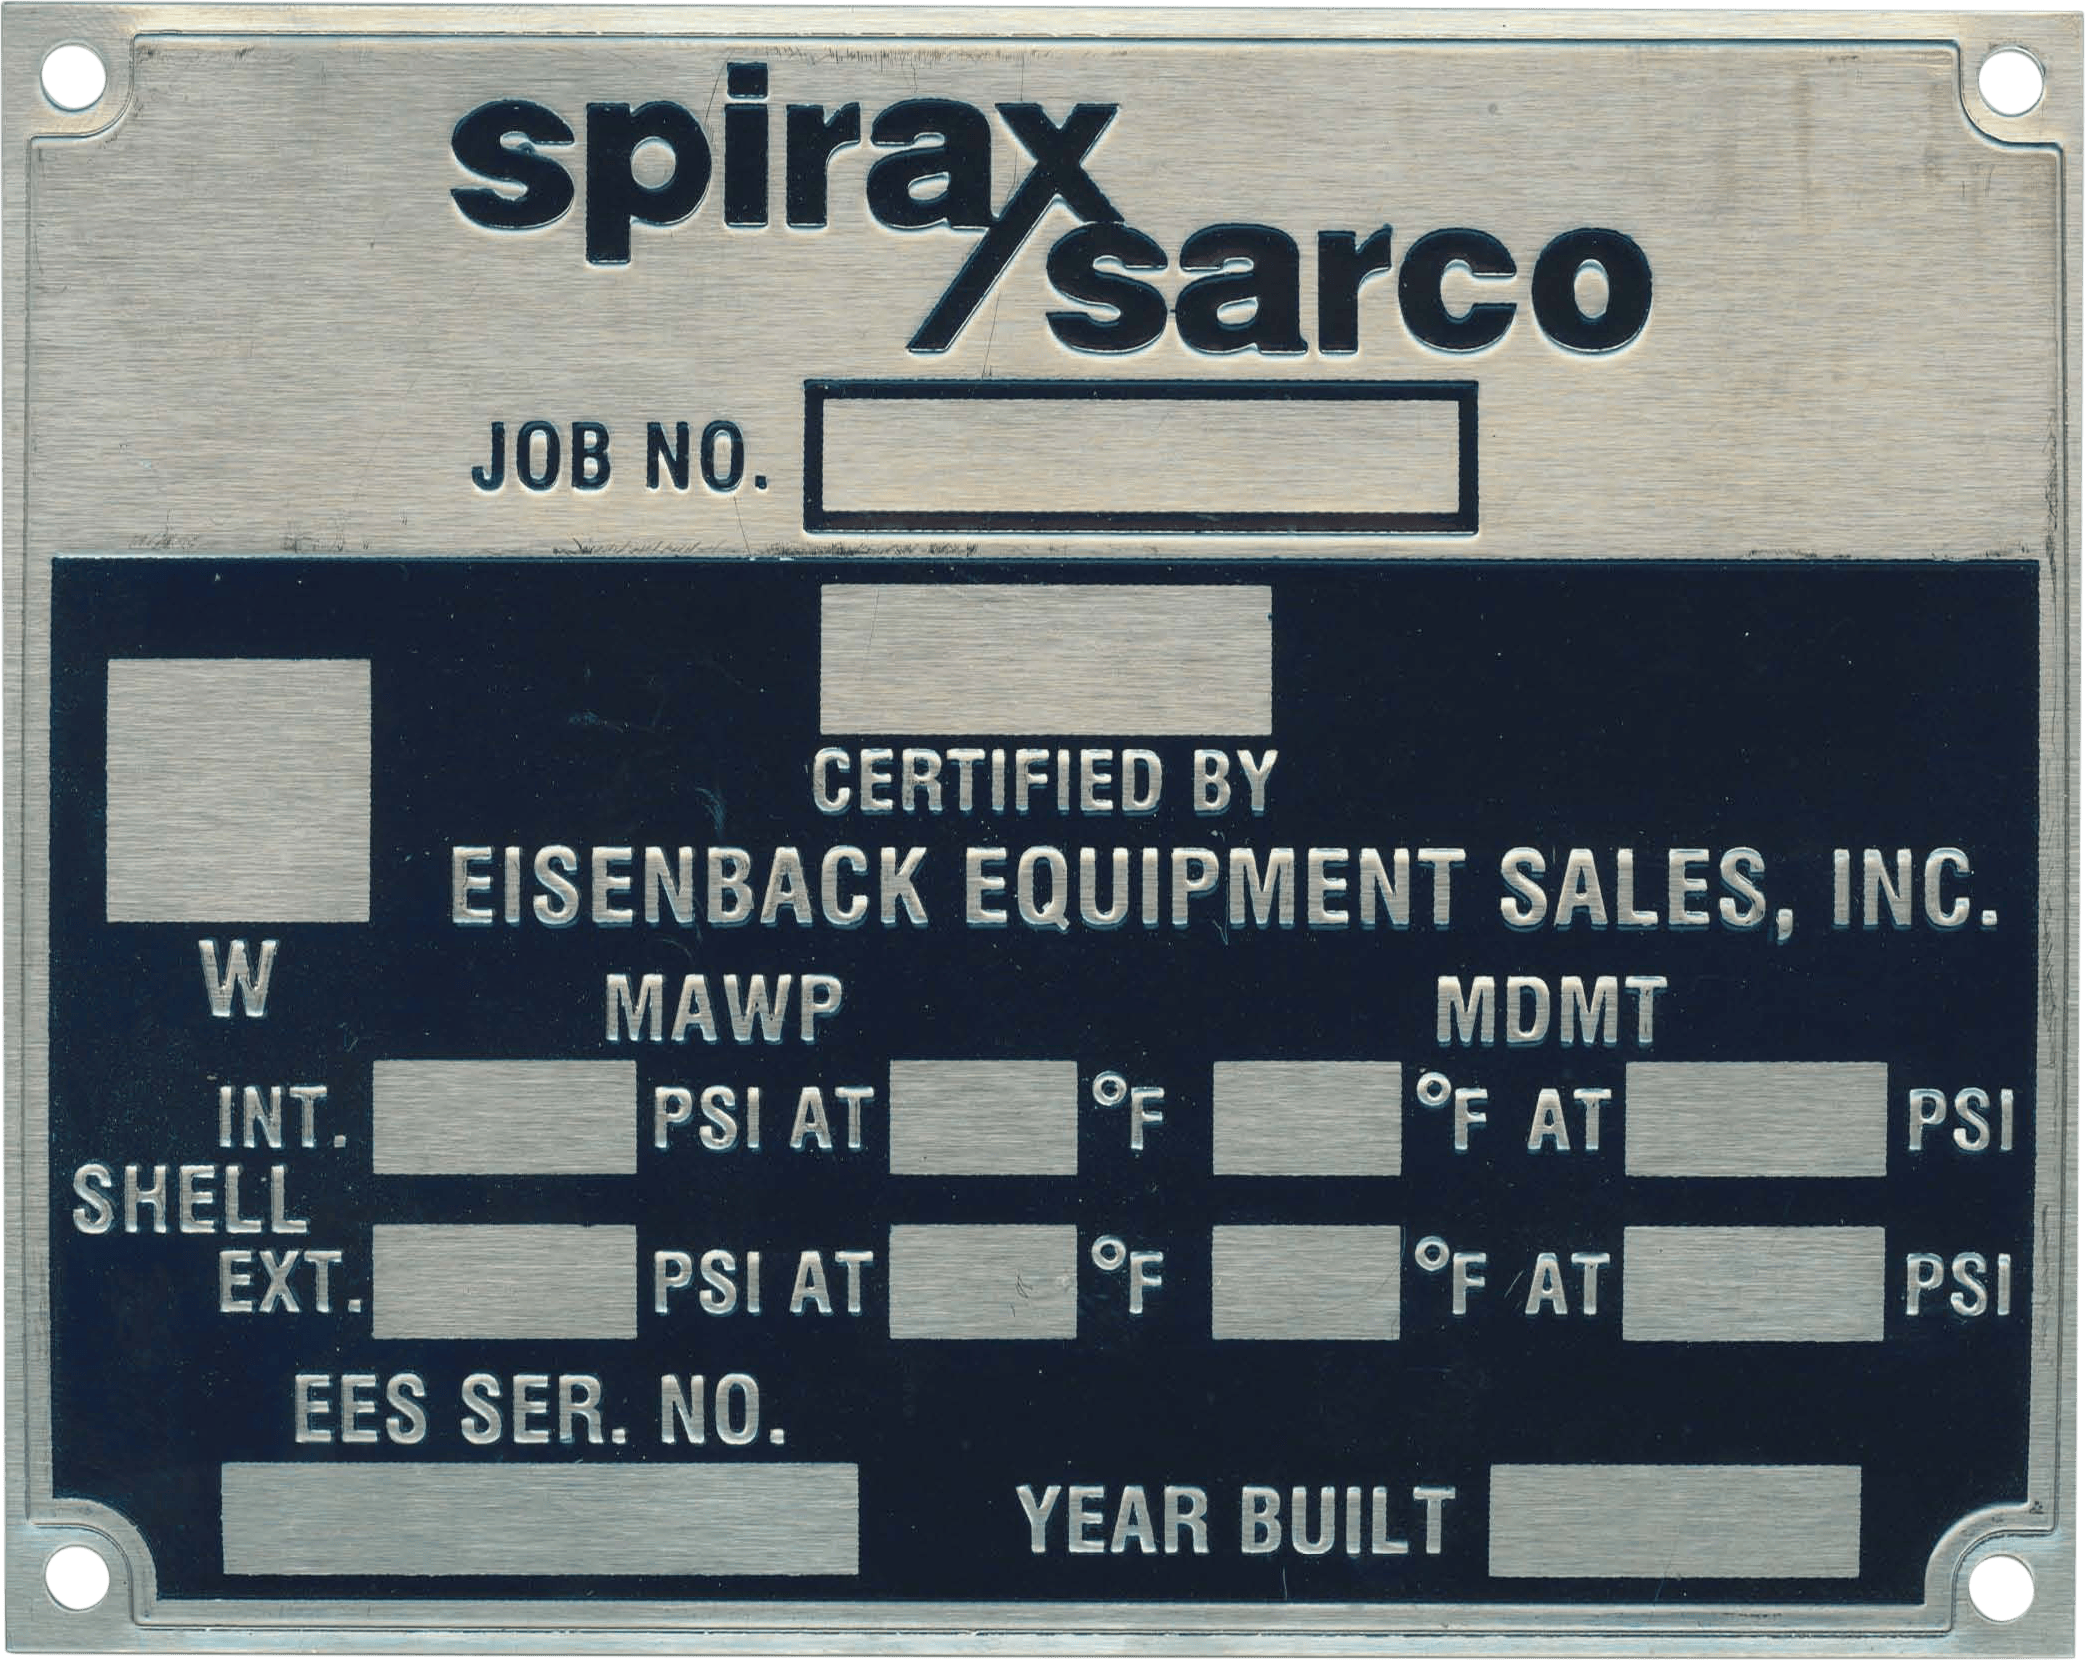 spirax
sarco
JOB NO.
CERTIFIED BY
EISENBACK EQUIPMENT SALES, INC.
W
MAWP MDMT
INT. PSI AT °F °F AT PSI
SHELL
EXT. PSI AT °F °F AT PSI
EES SER. NO.
YEAR BUILT